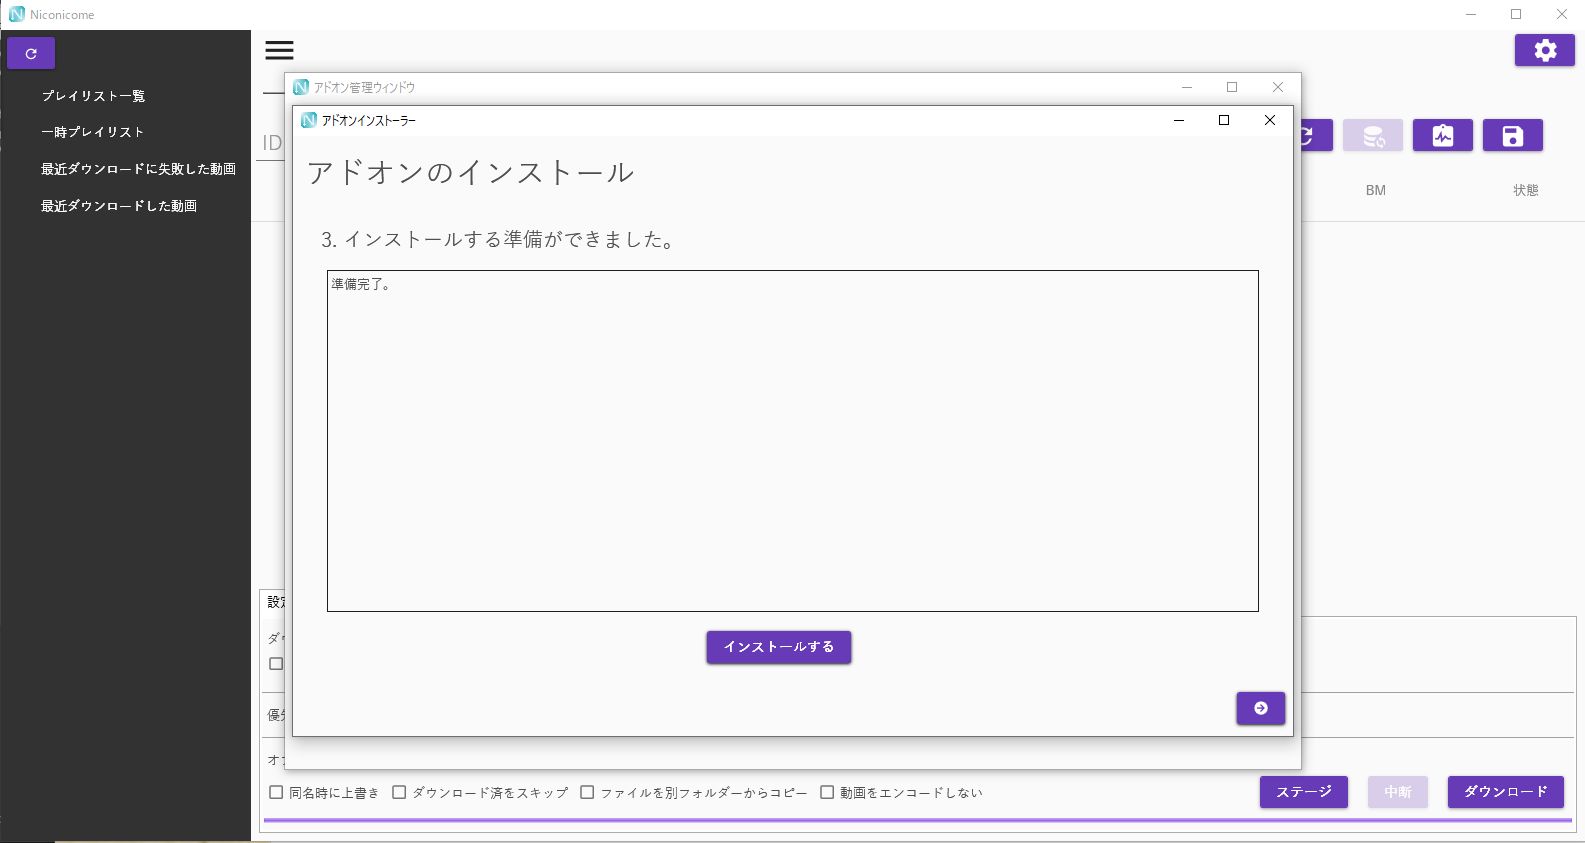 Niconicome
プレイリスト一覧
一時プレイリスト
最近ダウンロードに失敗した動画
最近ダウンロードした動画
アドオン管理ウィンドウ
アドオンインストーラー
ID
アドオンのインストール
BM
状態
3. インストールする準備ができました。
準備完了。
設定
インストールする
オ
同名時に上書き
ダウンロード済をスキップ
ファイルを別フォルダーからコピー
動画をエンコードしない
ステージ
中断
ダウンロード